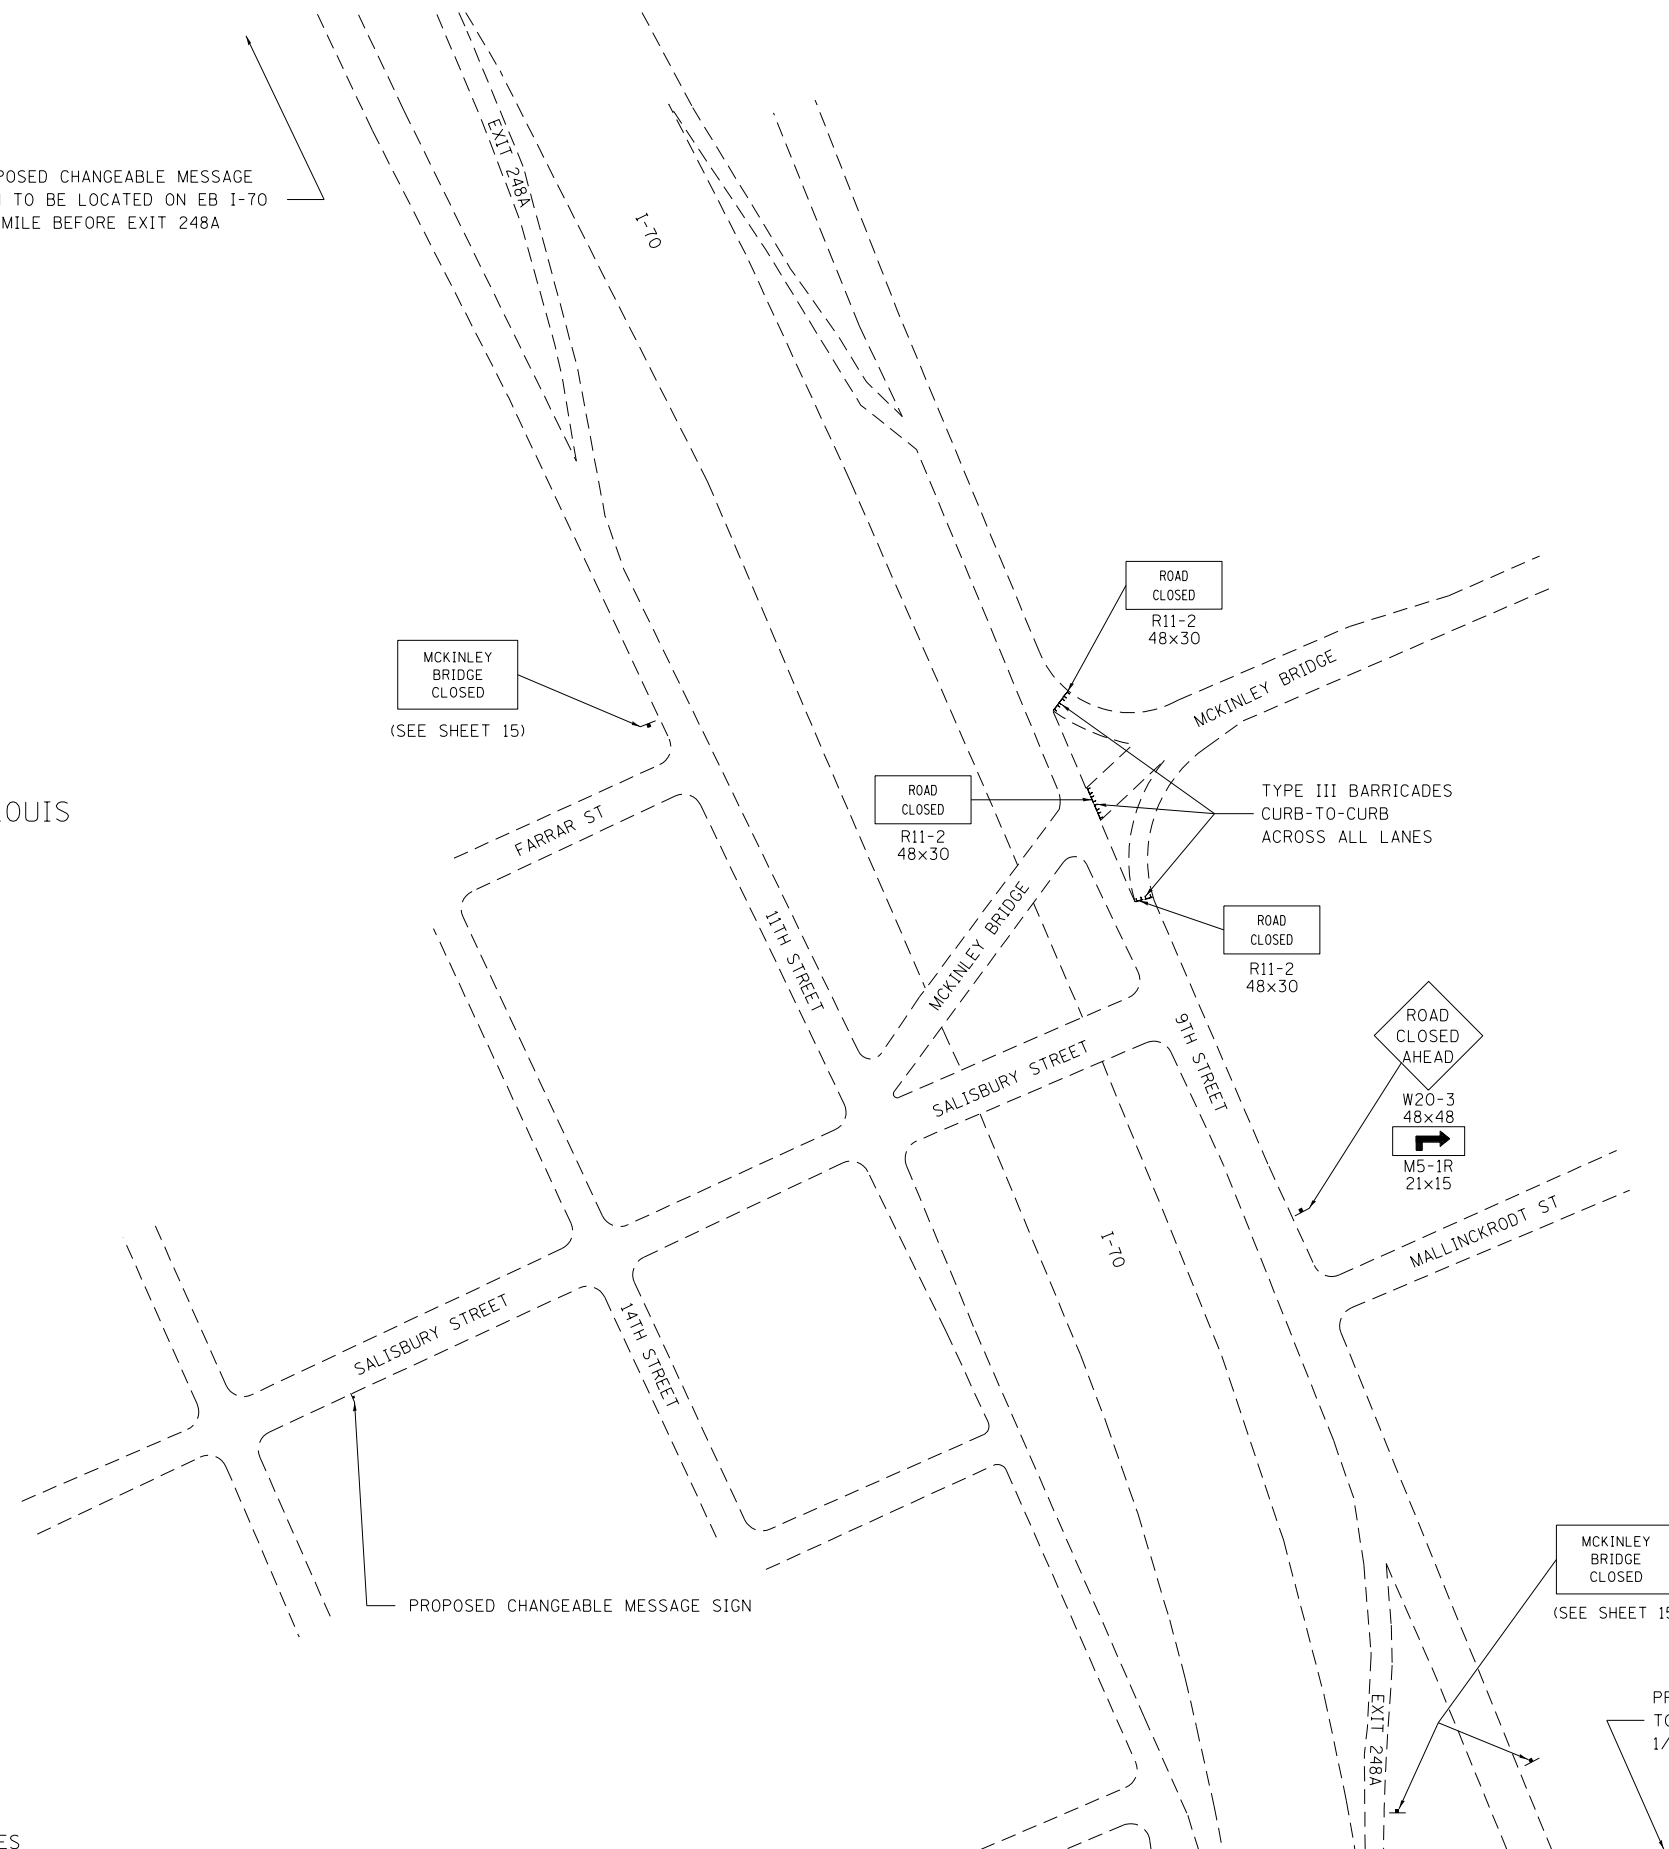 EXIT 248A
CHANGEABLE MESSAGE
TO BE LOCATED ON EB I-70
MILE BEFORE EXIT 248A
I-70
ROAD
CLOSED
R11-2
48x30
MCKINLEY
BRIDGE
CLOSED
(SEE SHEET 15)
MCKINLEY BRIDGE
ROAD
CLOSED
R11-2
48x30
TYPE III BARRICADES
CURB-TO-CURB
ACROSS ALL LANES
FARRAR ST
11TH STREET
MCKINLEY BRIDGE
ROAD
CLOSED
R11-2
48x30
ROAD
CLOSED
AHEAD
W20-3
48x48
M5-1R
21x15
9TH STREET
SALISBURY STREET
I-70
MALLINCKRODT ST
SALISBURY STREET
14TH STREET
MCKINLEY
BRIDGE
CLOSED
(SEE SHEET 15
PROPOSED CHANGEABLE MESSAGE SIGN
EXIT 248A